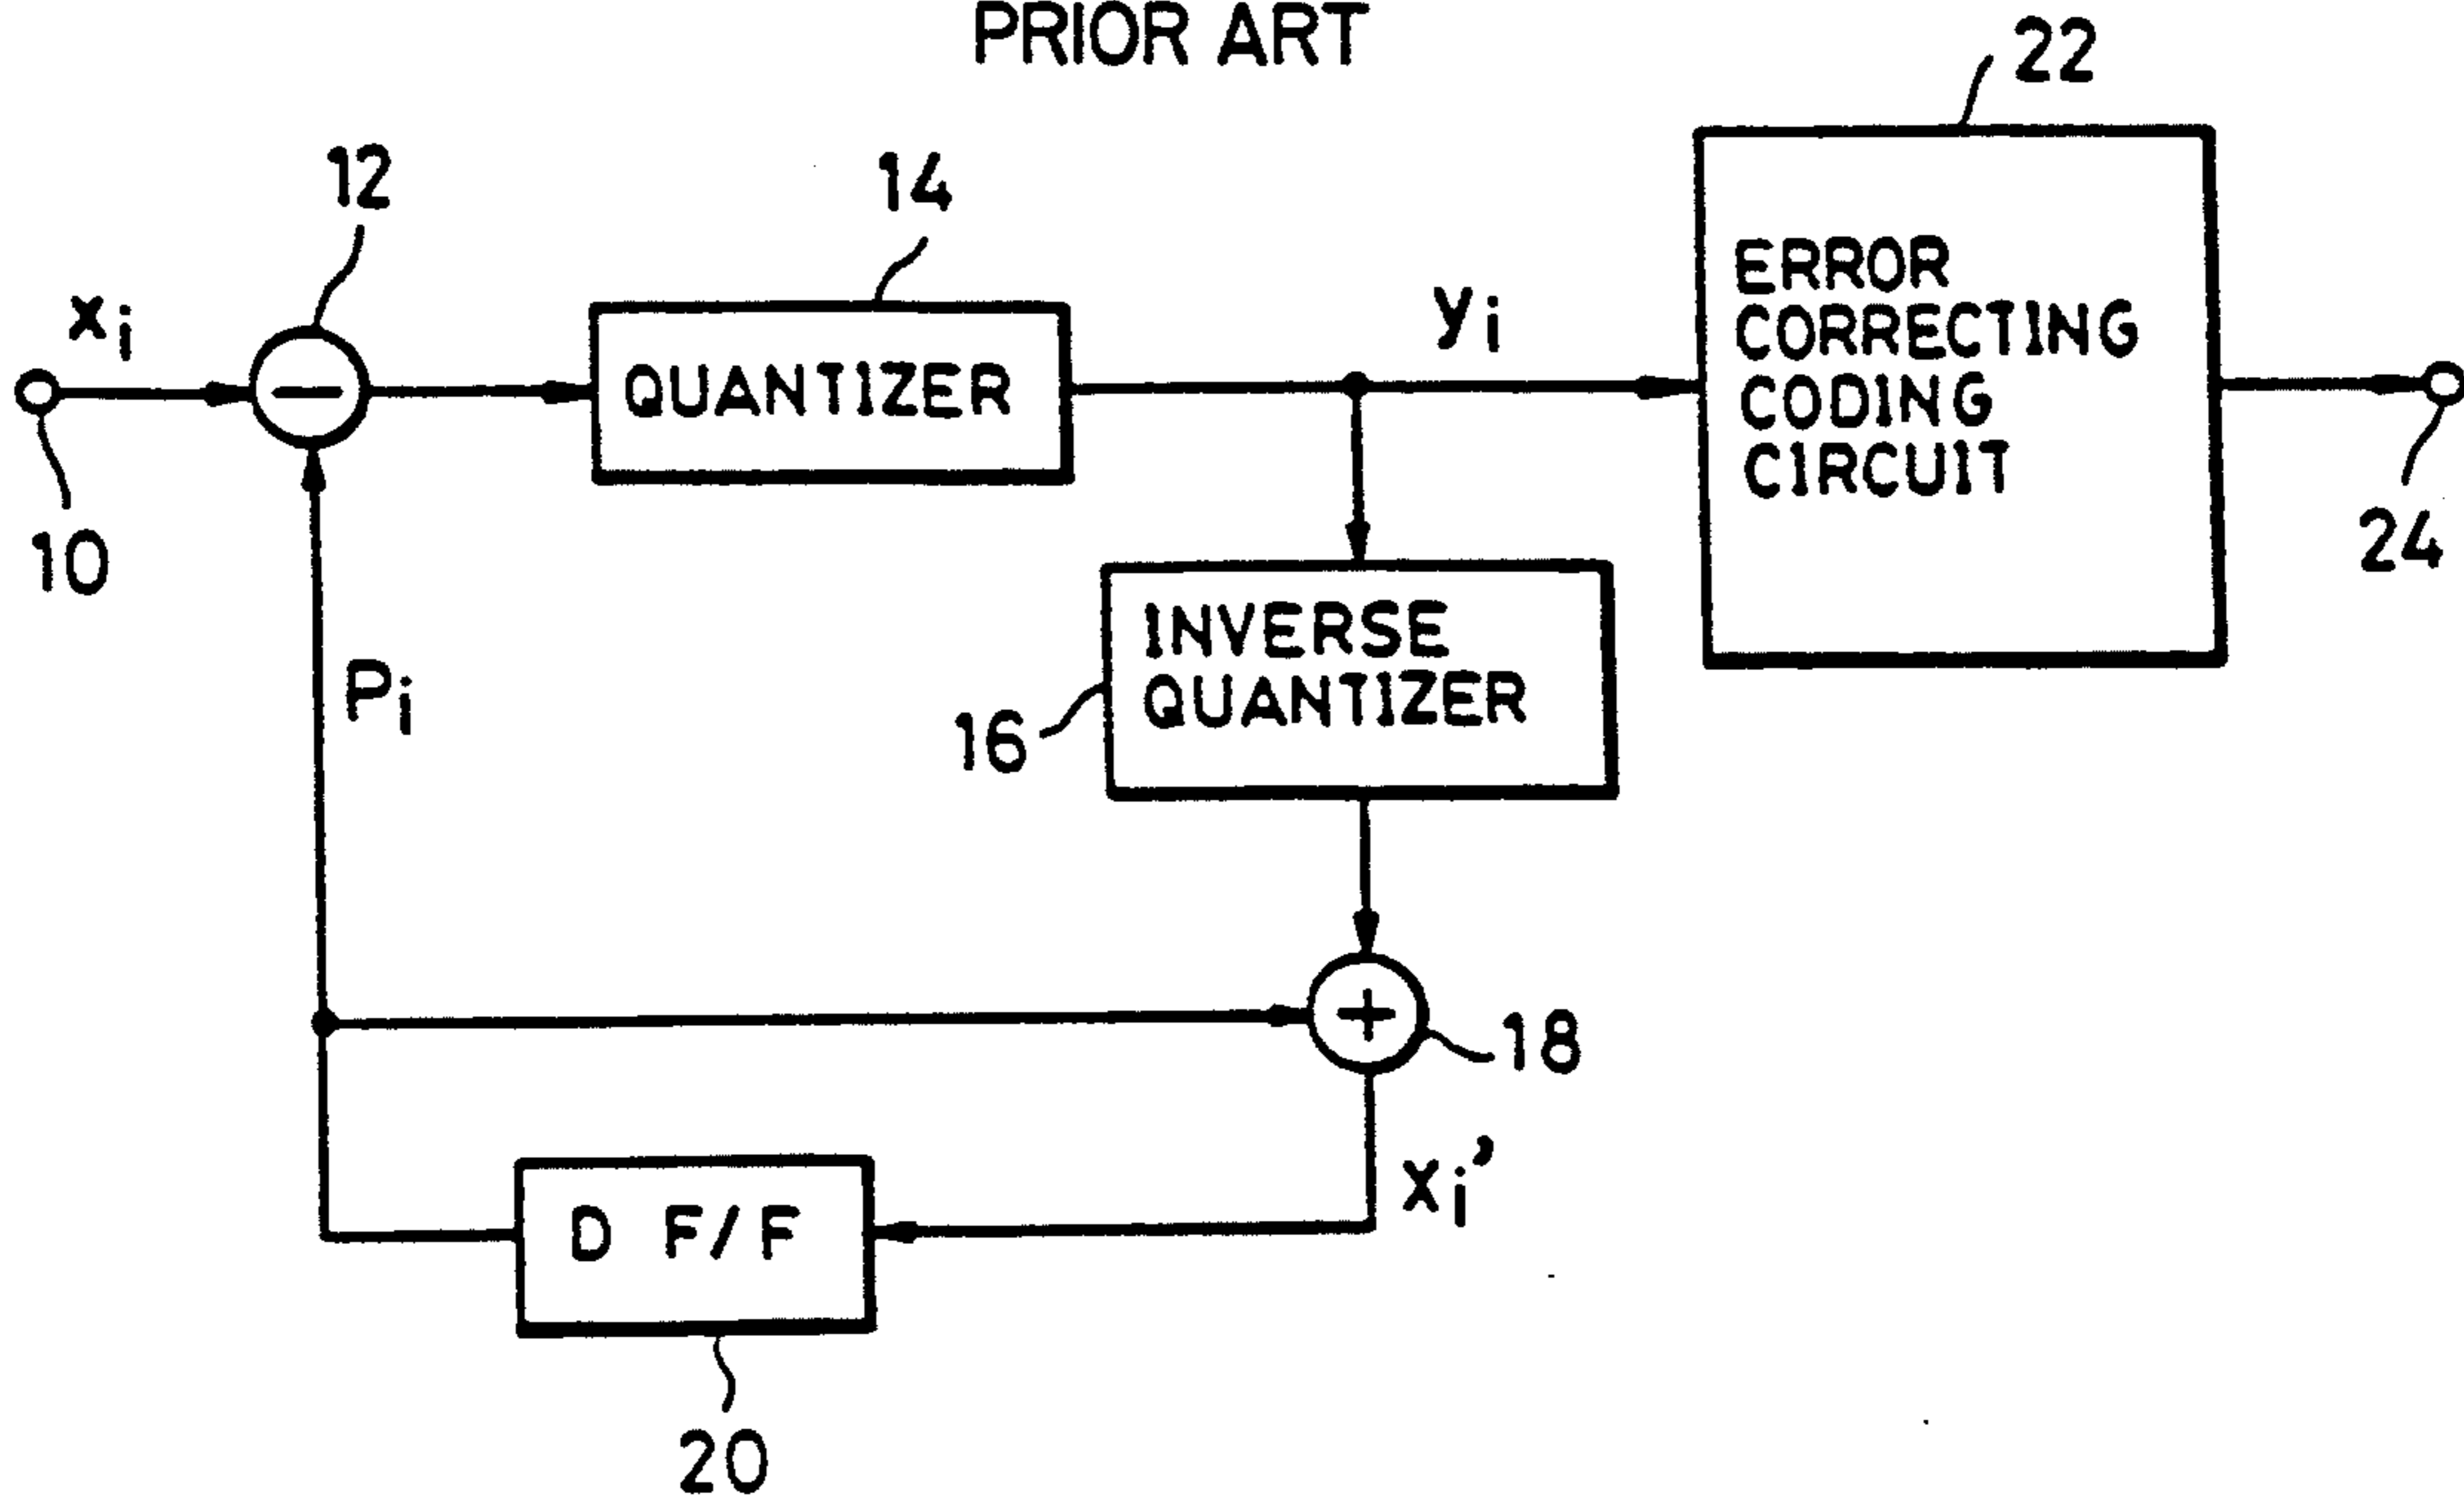 PRIOR ART
22
12
14
xi
yi
QUANTIZER
ERROR
CORRECTING
CODING
CIRCUIT
10
24
INVERSE
QUANTIZER
Pi
16
18
xi’
D F/F
20